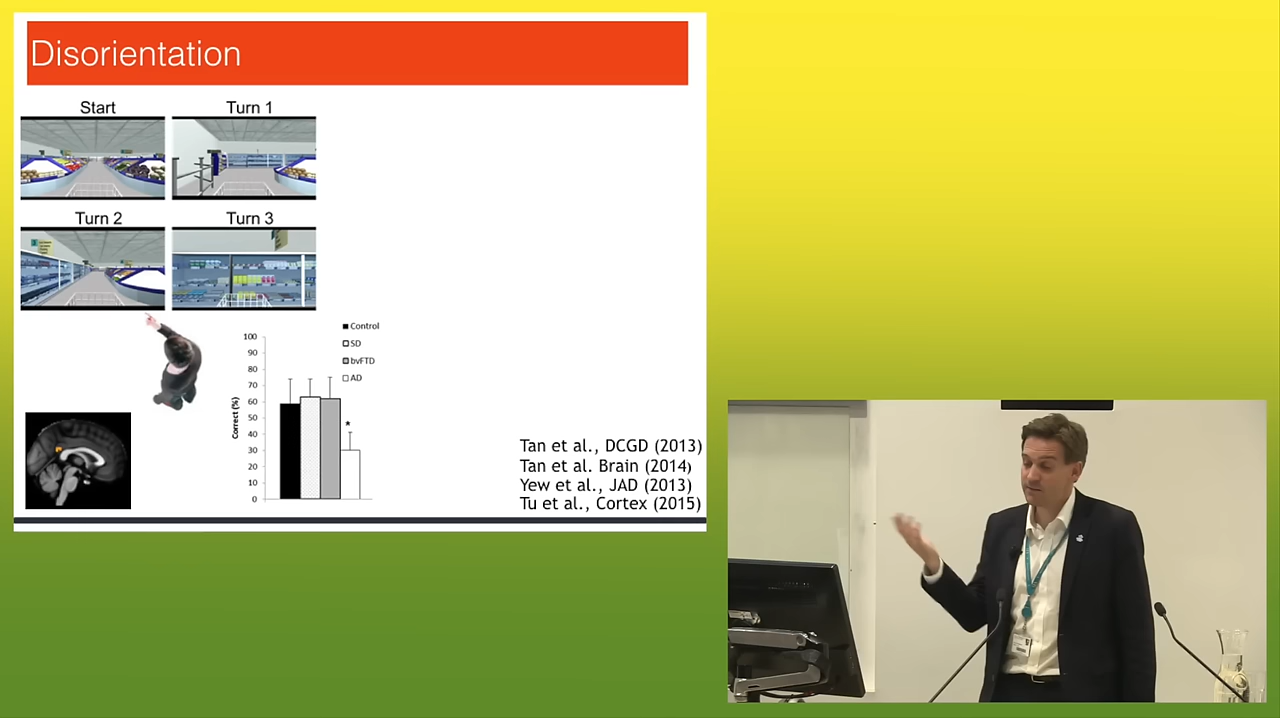 Disorientation
Start
Turn 1
Turn 2
Turn 3
Control
SD
bvFTD
AD
100
90
80
70
60
50
40
30
20
10
0
Correct (%)
*
Tan et al., DCGD (2013)
Tan et al. Brain (2014)
Yew et al., JAD (2013)
Tu et al., Cortex (2015)